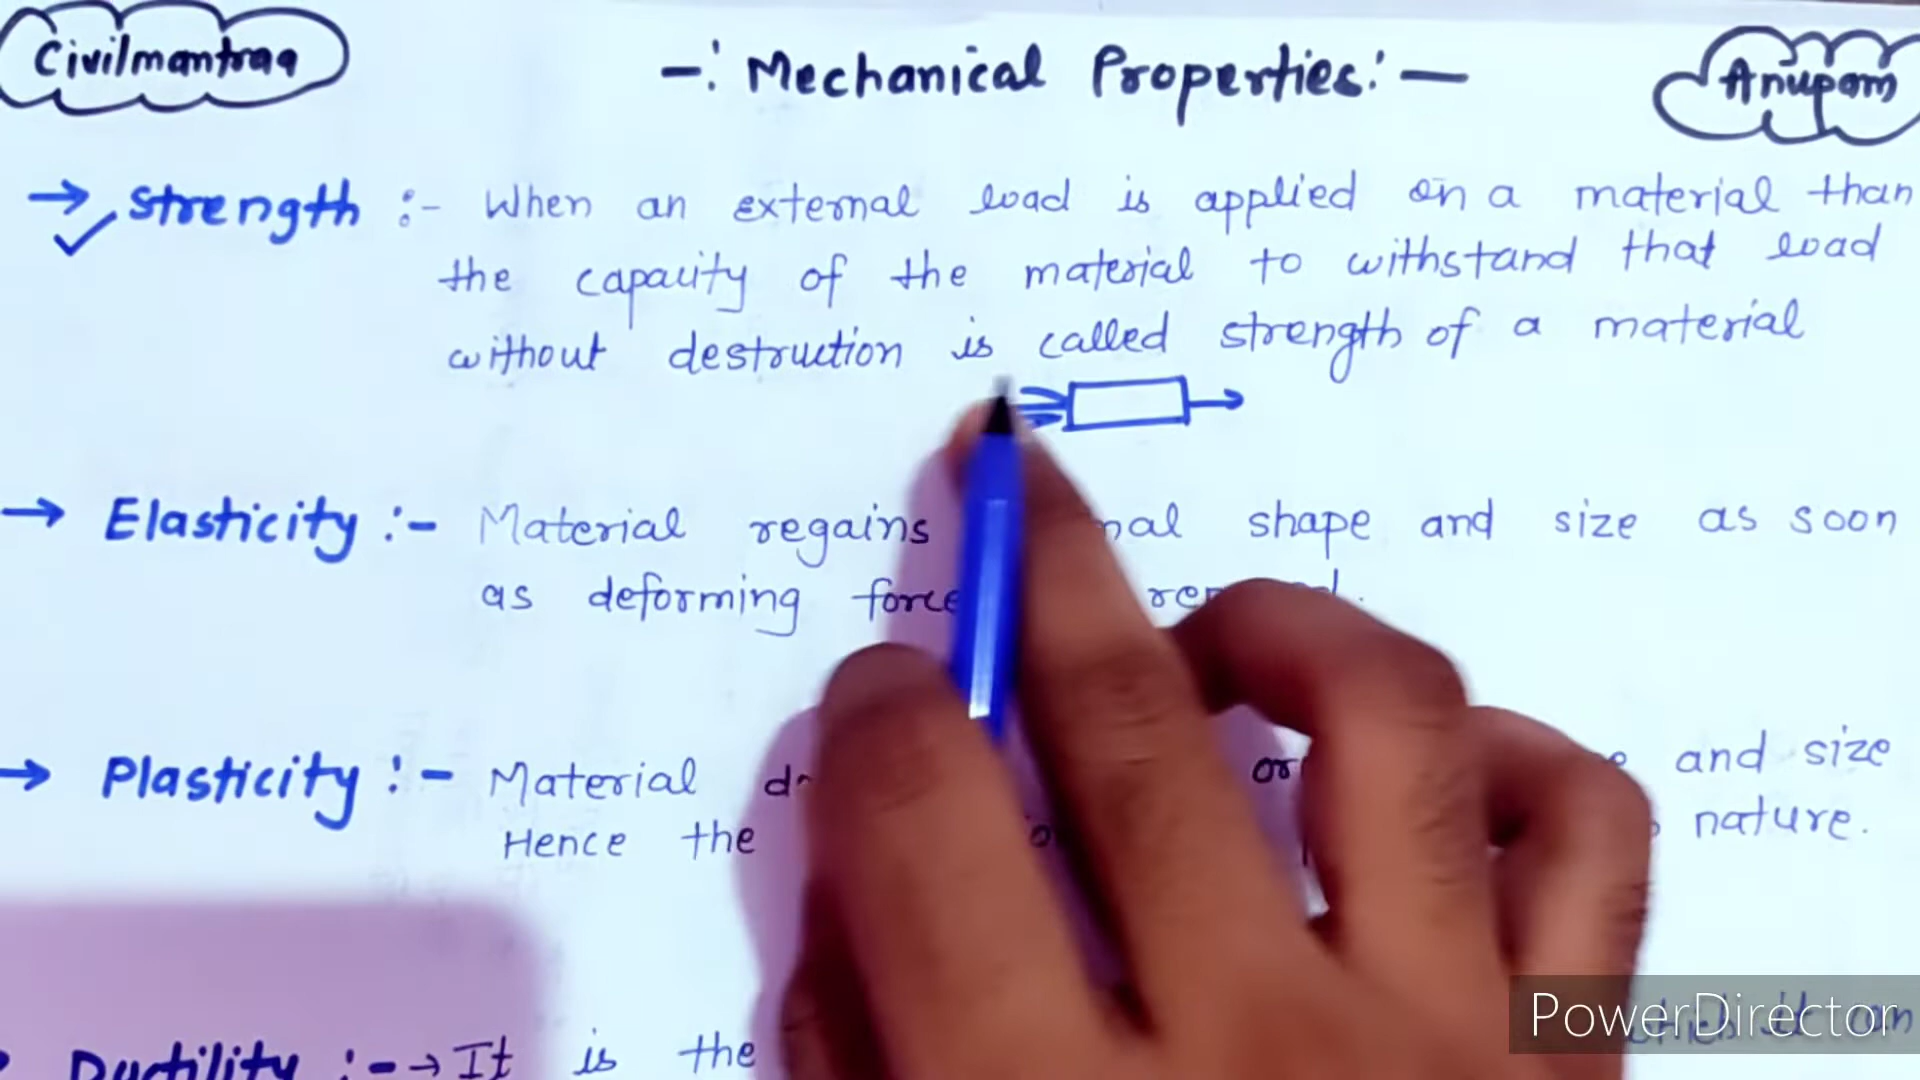 Civilmantraa
-: Mechanical Properties:-
Anupam
→ Strength :- When an external load is applied on a material than
the capacity of the material to withstand that load
without destruction is called strength of a material
→ Elasticity :- Material regains shape and size as soon
as deforming force
→ Plasticity :- Material and size
Hence the nature.
Ductility :- → It is the can
PowerDirector